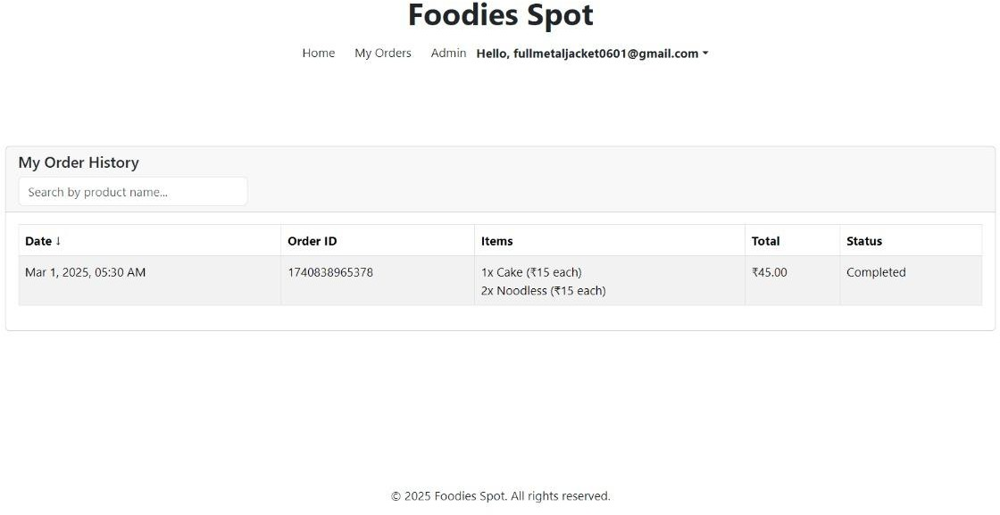 Foodies Spot
Home My Orders Admin Hello, fullmetaljacket0601@gmail.com
My Order History
Search by product name...
Date ↓ Order ID Items Total Status
Mar 1, 2025, 05:30 AM 1740838965378 1x Cake (₹15 each) ₹45.00 Completed
2x Noodless (₹15 each)
© 2025 Foodies Spot. All rights reserved.